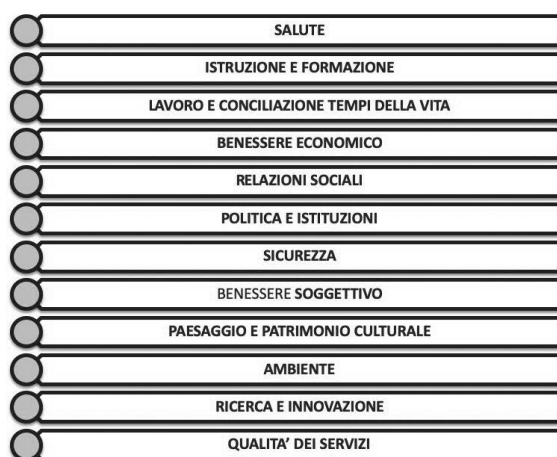 SALUTE
ISTRUZIONE E FORMAZIONE
LAVORO E CONCILIAZIONE TEMPI DELLA VITA
BENESSERE ECONOMICO
RELAZIONI SOCIALI
POLITICA E ISTITUZIONI
SICUREZZA
BENESSERE SOGGETTIVO
PAESAGGIO E PATRIMONIO CULTURALE
AMBIENTE
RICERCA E INNOVAZIONE
QUALITA’ DEI SERVIZI